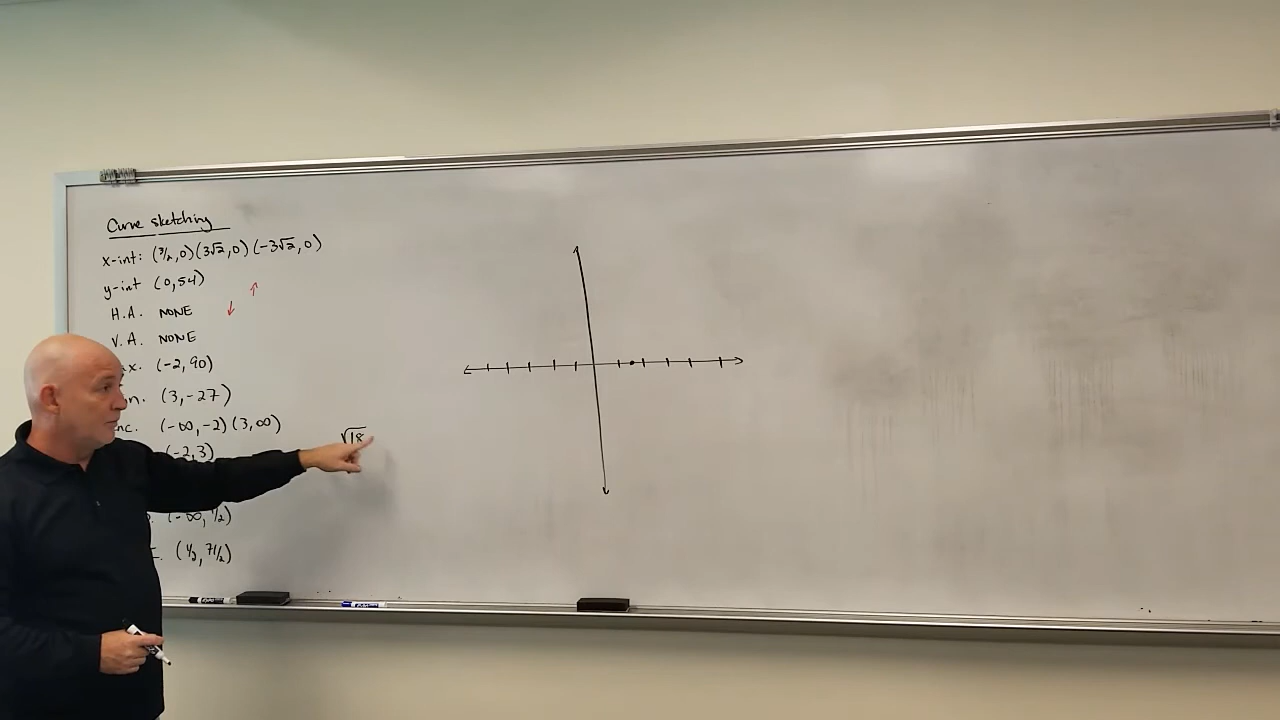 Curve sketching
x-int: (3/2, 0) (3√2, 0) (-3√2, 0)
y-int (0, 54)
H.A. NONE
V.A. NONE
x. (-2, 90)
n. (3, -27)
nc. (-∞, -2) (3, ∞)
√18
(-2, 3)
(-∞, 1/2)
(1/2, 71/2)